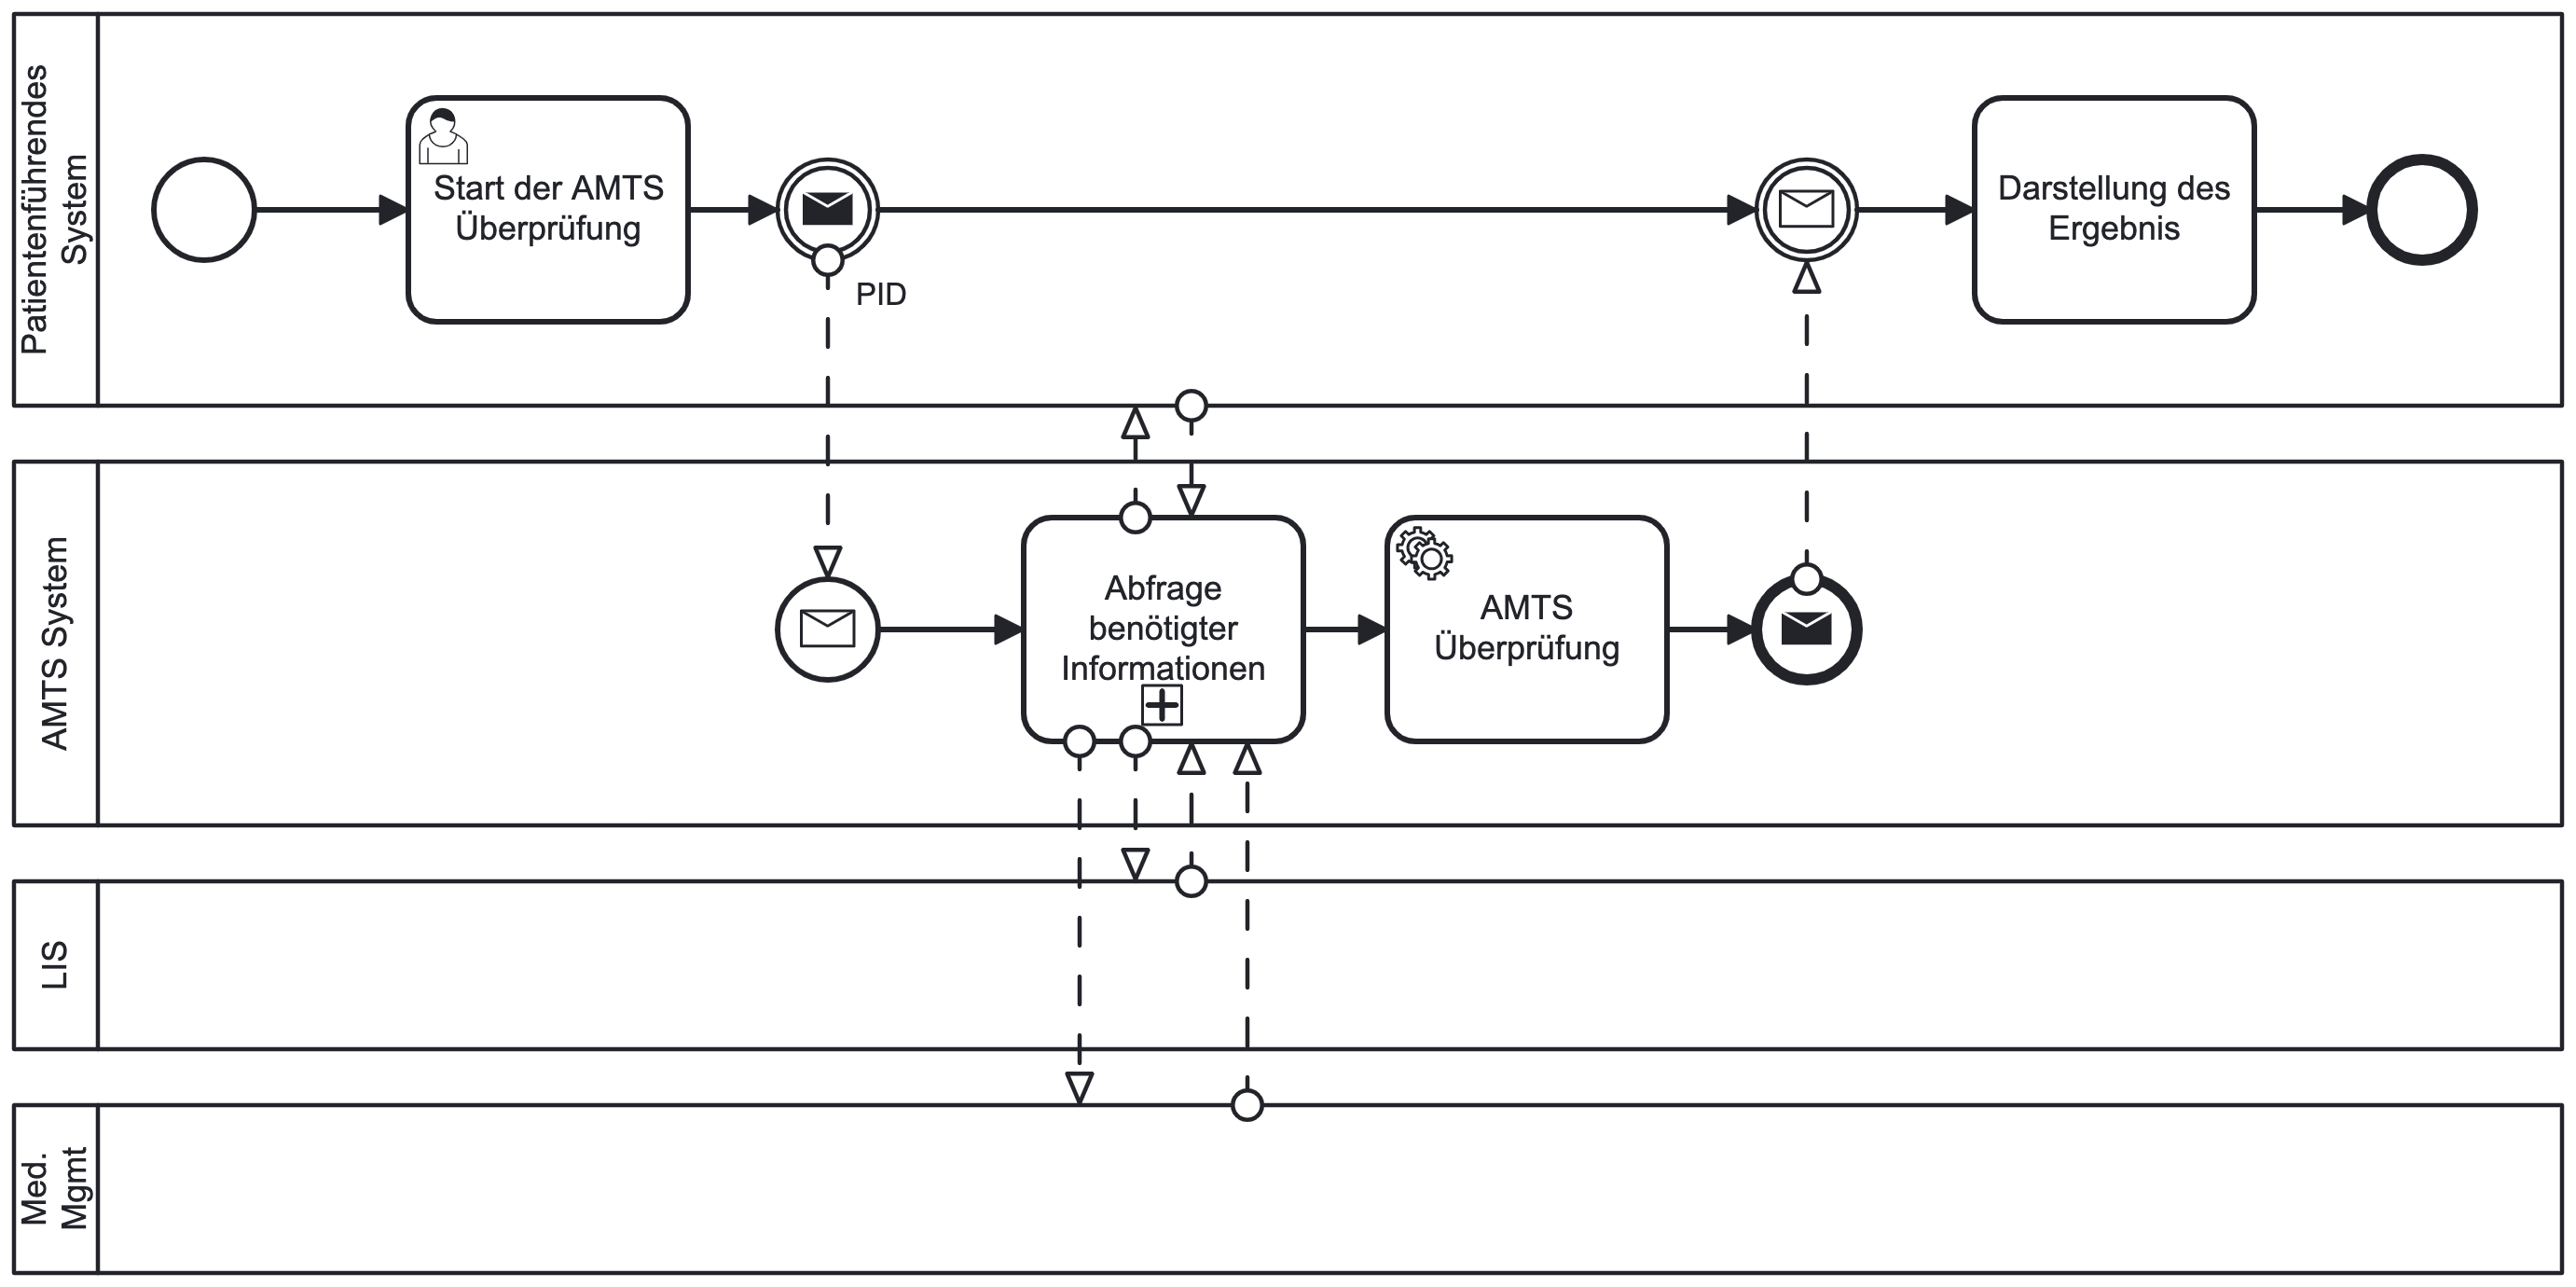 Patientenführendes
System
Start der AMTS
Überprüfung
PID
Darstellung des
Ergebnis
AMTS System
Abfrage
benötigter
Informationen
AMTS
Überprüfung
LIS
Med.
Mgmt